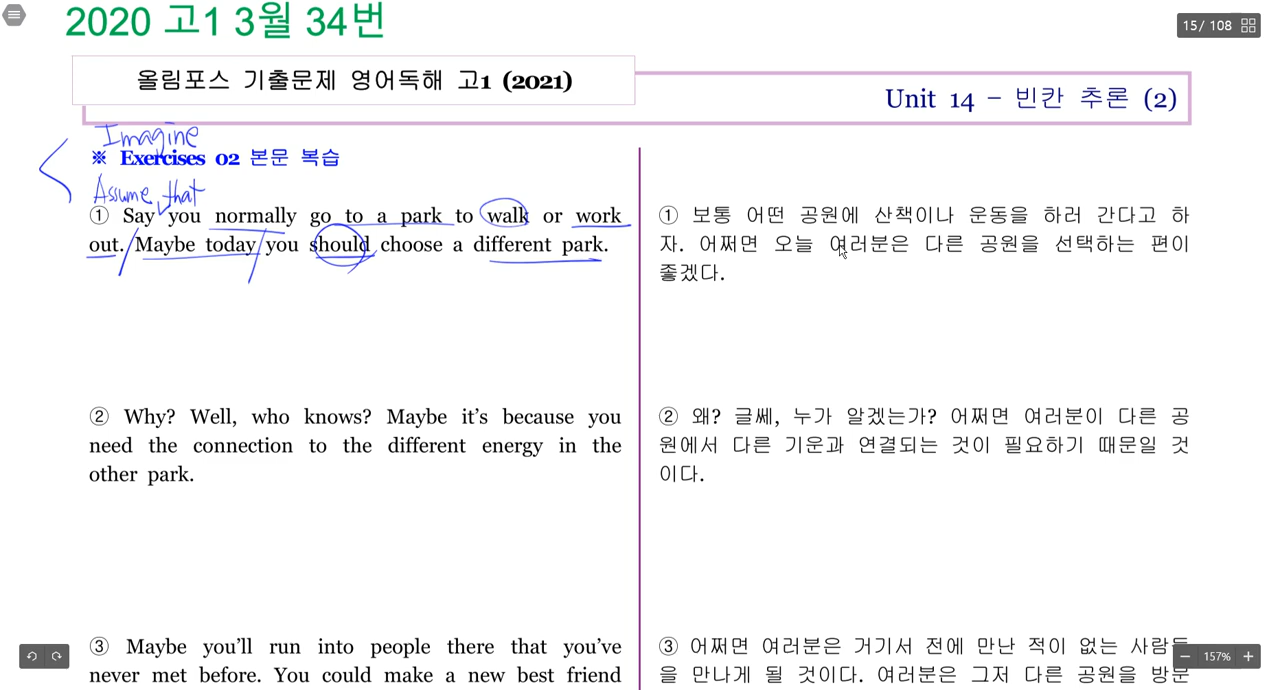 2020 고1 3월 34번
15/ 108
올림포스 기출문제 영어독해 고1 (2021)
Unit 14 – 빈칸 추론 (2)
Imagine
※ Exercises 02 본문 복습
Assume that
① Say you normally go to a park to walk or work
out. Maybe today you should choose a different park.
① 보통 어떤 공원에 산책이나 운동을 하러 간다고 하
자. 어쩌면 오늘 여러분은 다른 공원을 선택하는 편이
좋겠다.
② Why? Well, who knows? Maybe it's because you
need the connection to the different energy in the
other park.
② 왜? 글쎄, 누가 알겠는가? 어쩌면 여러분이 다른 공
원에서 다른 기운과 연결되는 것이 필요하기 때문일 것
이다.
③ Maybe you'll run into people there that you've
never met before. You could make a new best friend
③ 어쩌면 여러분은 거기서 전에 만난 적이 없는 사람들
을 만나게 될 것이다. 여러분은 그저 다른 공원을 방문
157%